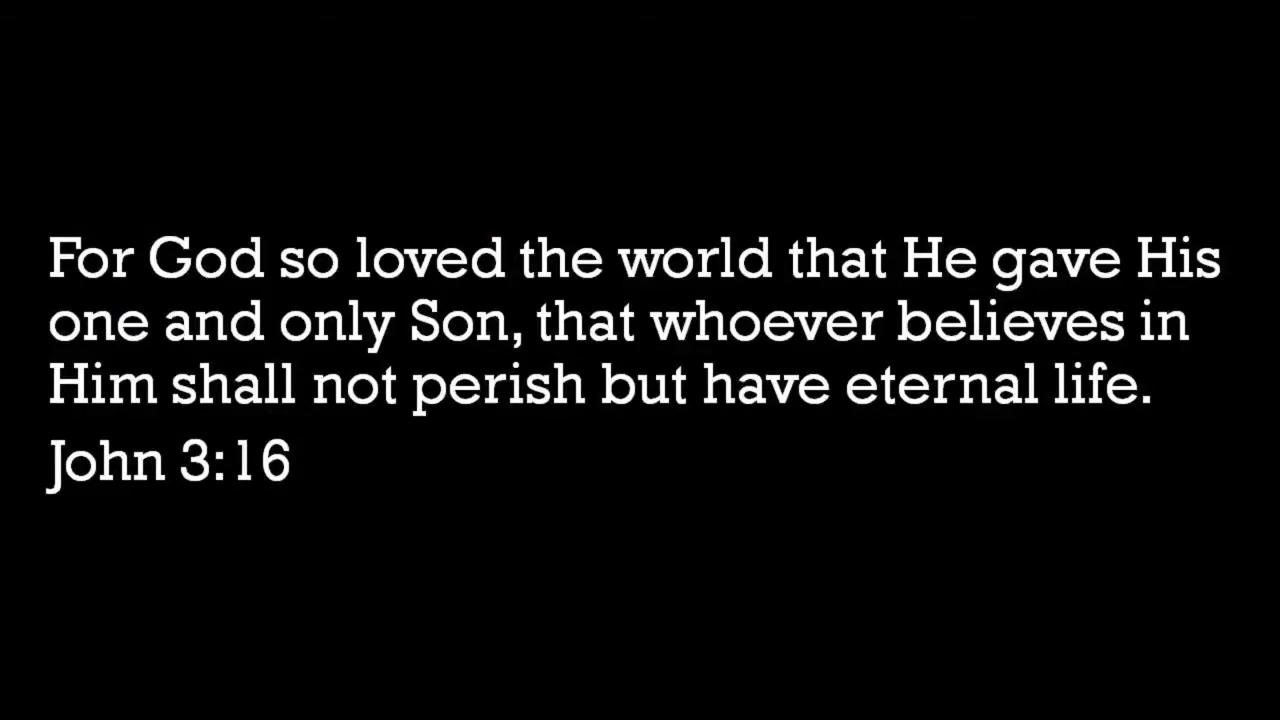 For God so loved the world that He gave His
one and only Son, that whoever believes in
Him shall not perish but have eternal life.
John 3:16